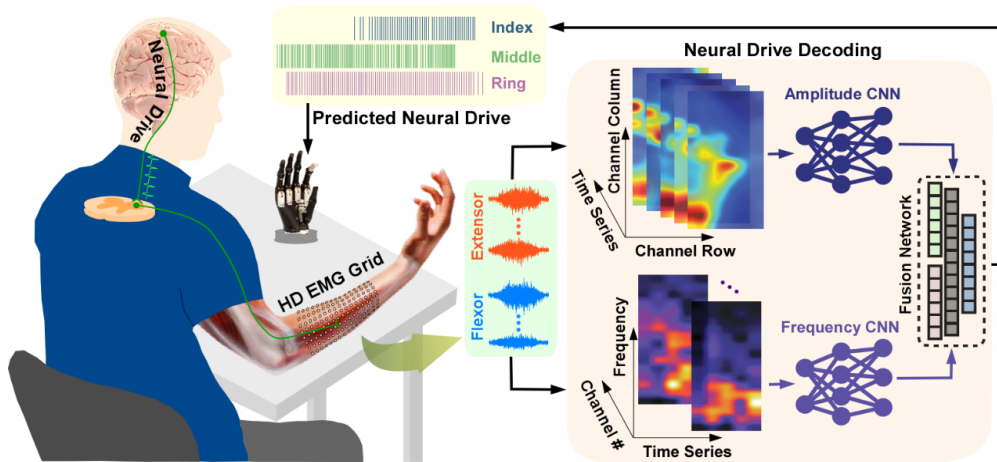 Neural Drive
Index
Middle
Ring
Predicted Neural Drive
HD EMG Grid
Extensor
Flexor
Neural Drive Decoding
Channel Column
Time Series
Channel Row
Amplitude CNN
Frequency
Channel #
Time Series
Frequency CNN
Fusion Network